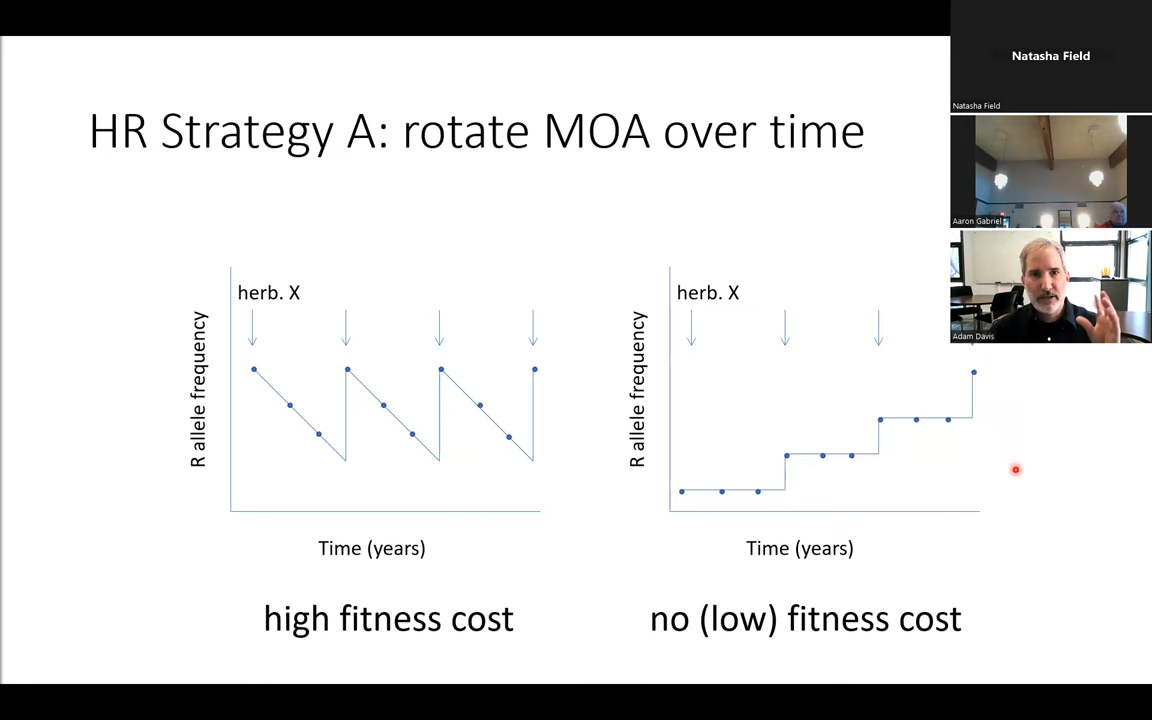 HR Strategy A: rotate MOA over time
herb. X
R allele frequency
Time (years)
high fitness cost
herb. X
R allele frequency
Time (years)
no (low) fitness cost
Natasha Field
Natasha Field
Aaron Gabriel
Adam Davis